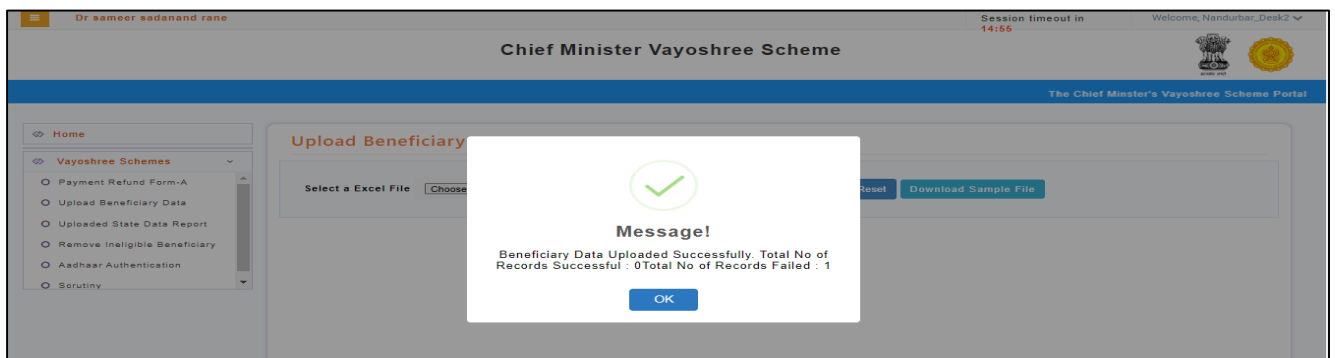 Dr sameer sadanand rane
Session timeout in
14:55
Welcome, Nandurbar_Desk2
Chief Minister Vayoshree Scheme
The Chief Minster's Vayoshree Scheme Portal
Home
Vayoshree Schemes
Payment Refund Form-A
Upload Beneficiary Data
Uploaded State Data Report
Remove Ineligible Beneficiary
Aadhaar Authentication
Scrutiny
Upload Beneficiary
Select a Excel File Choose
Reset Download Sample File
Message!
Beneficiary Data Uploaded Successfully. Total No of
Records Successful : 0Total No of Records Failed : 1
OK